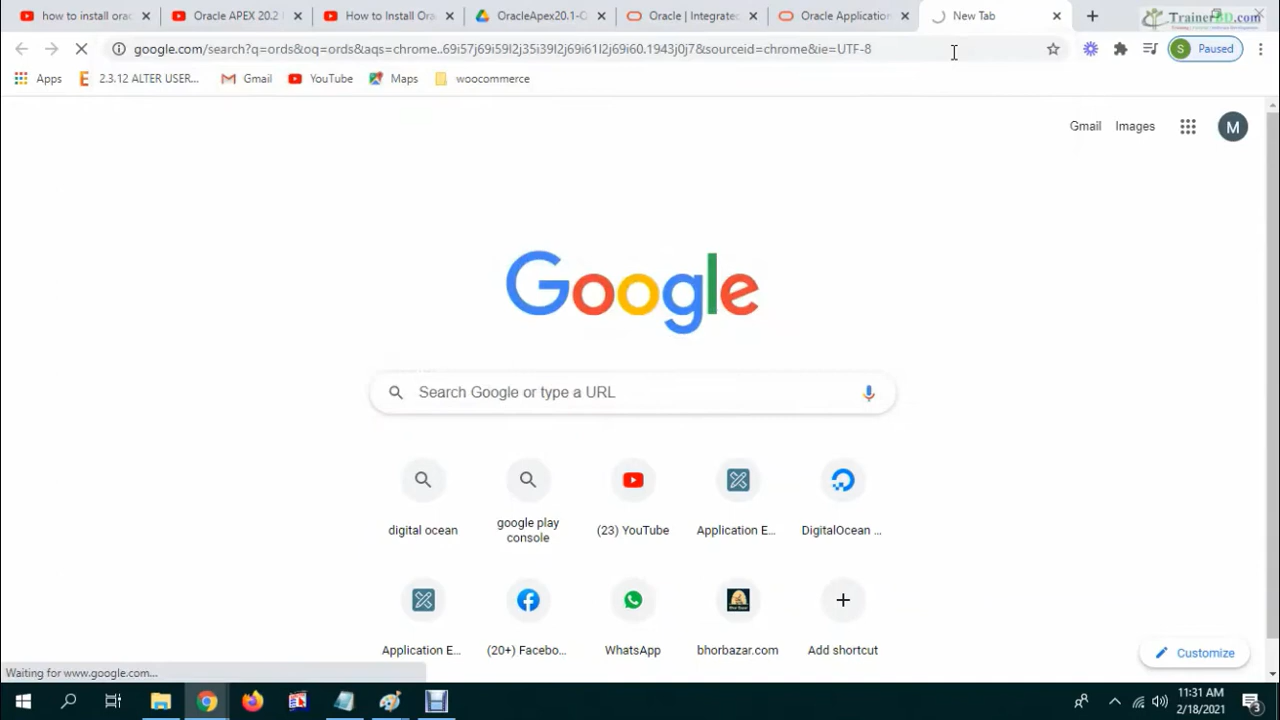 how to install orac
Oracle APEX 20.2 I
How to Install Ora
OracleApex20.1-O
Oracle | Integrated
Oracle Application
New Tab
TrainerBD.com
google.com/search?q=ords&oq=ords&aqs=chrome..69i57j69i59l2j35i39l2j69i61l2j69i60.1943j0j7&sourceid=chrome&ie=UTF-8
S Paused
Apps 2.3.12 ALTER USER... Gmail YouTube Maps woocommerce
Gmail Images M
Google
Search Google or type a URL
digital ocean
google play
console
(23) YouTube
Application E...
DigitalOcean ...
Application E...
(20+) Facebo...
WhatsApp
bhorbazar.com
Add shortcut
Customize
Waiting for www.google.com...
11:31 AM
2/18/2021
3